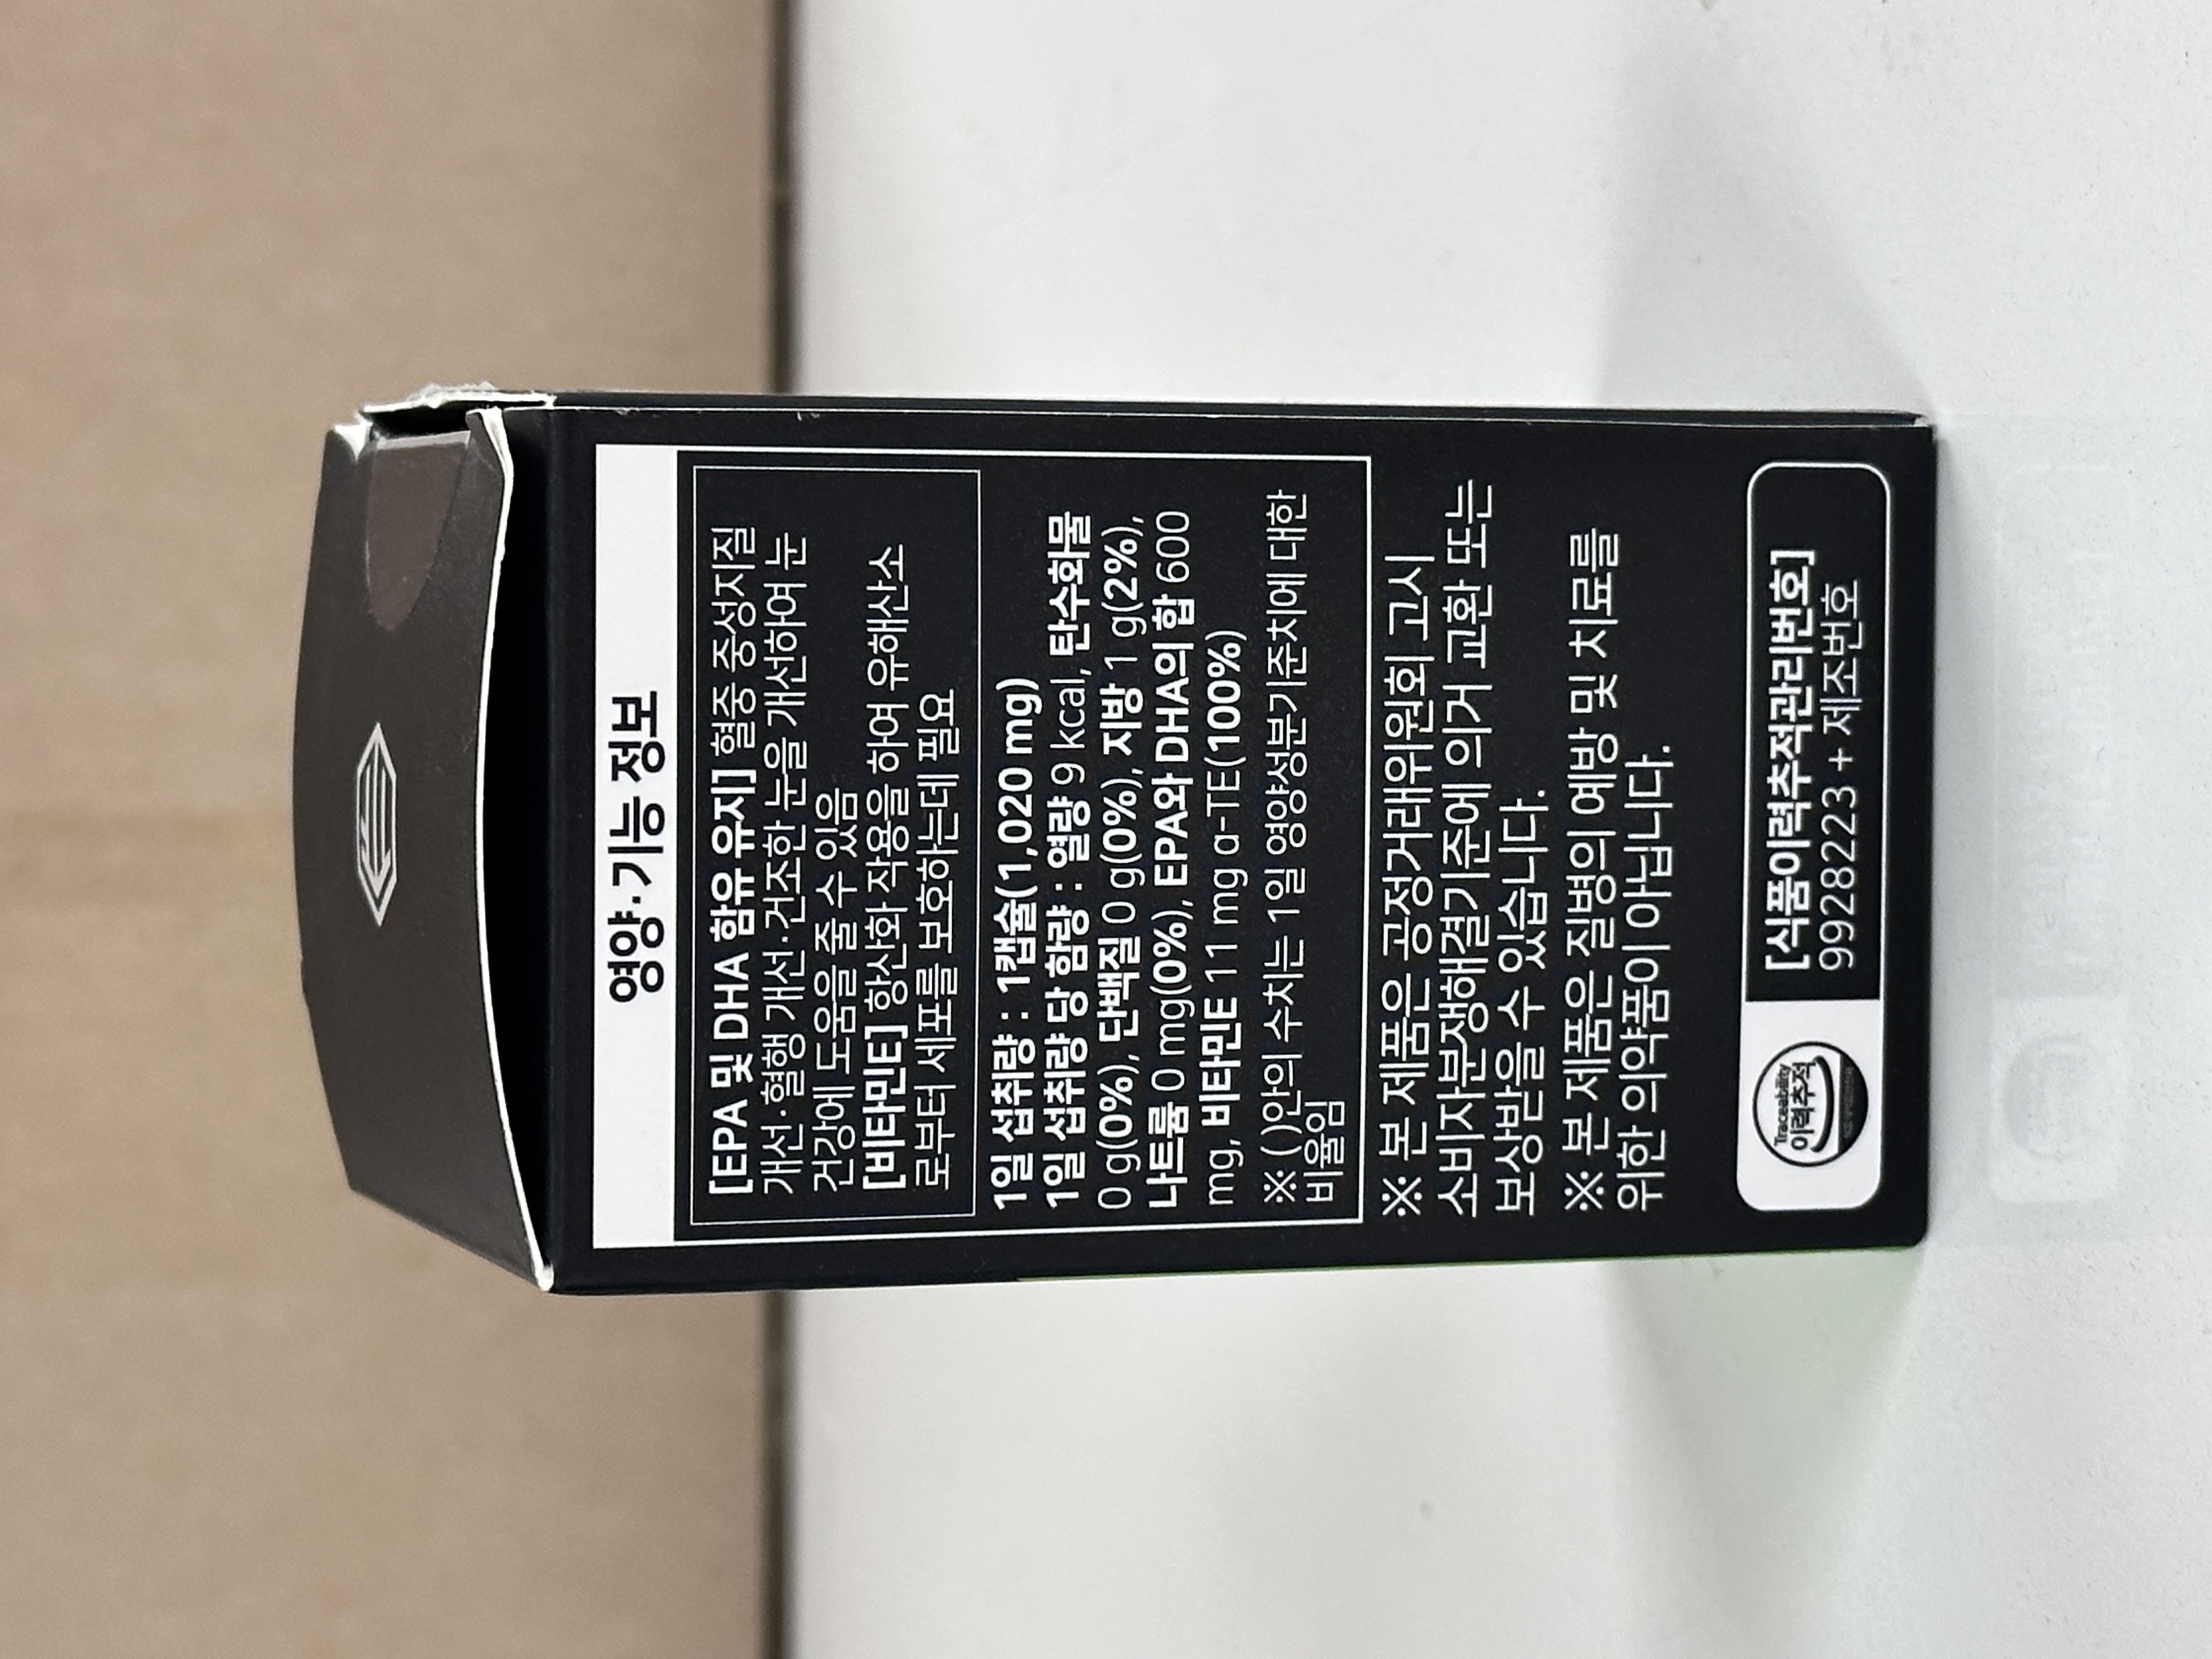 영양·기능 정보
[EPA 및 DHA 함유 유지] 혈중 중성지질
개선·혈행 개선·건조한 눈을 개선하여 눈
건강에 도움을 줄 수 있음
[비타민E] 항산화 작용을 하여 유해산소
로부터 세포를 보호하는데 필요
1일 섭취량 : 1캡슐(1,020 mg)
1일 섭취량 당 함량 : 열량 9 kcal, 탄수화물
0 g(0%), 단백질 0 g(0%), 지방 1 g(2%),
나트륨 0 mg(0%), EPA와 DHA의 합 600
mg, 비타민E 11 mg α-TE(100%)
※ ( )안의 수치는 1일 영양성분기준치에 대한
비율임
※ 본 제품은 공정거래위원회 고시
소비자분쟁해결기준에 의거 교환 또는
보상받을 수 있습니다.
※ 본 제품은 질병의 예방 및 치료를
위한 의약품이 아닙니다.
Traceability
이력추적
[식품이력추적관리번호]
9928223 + 제조번호